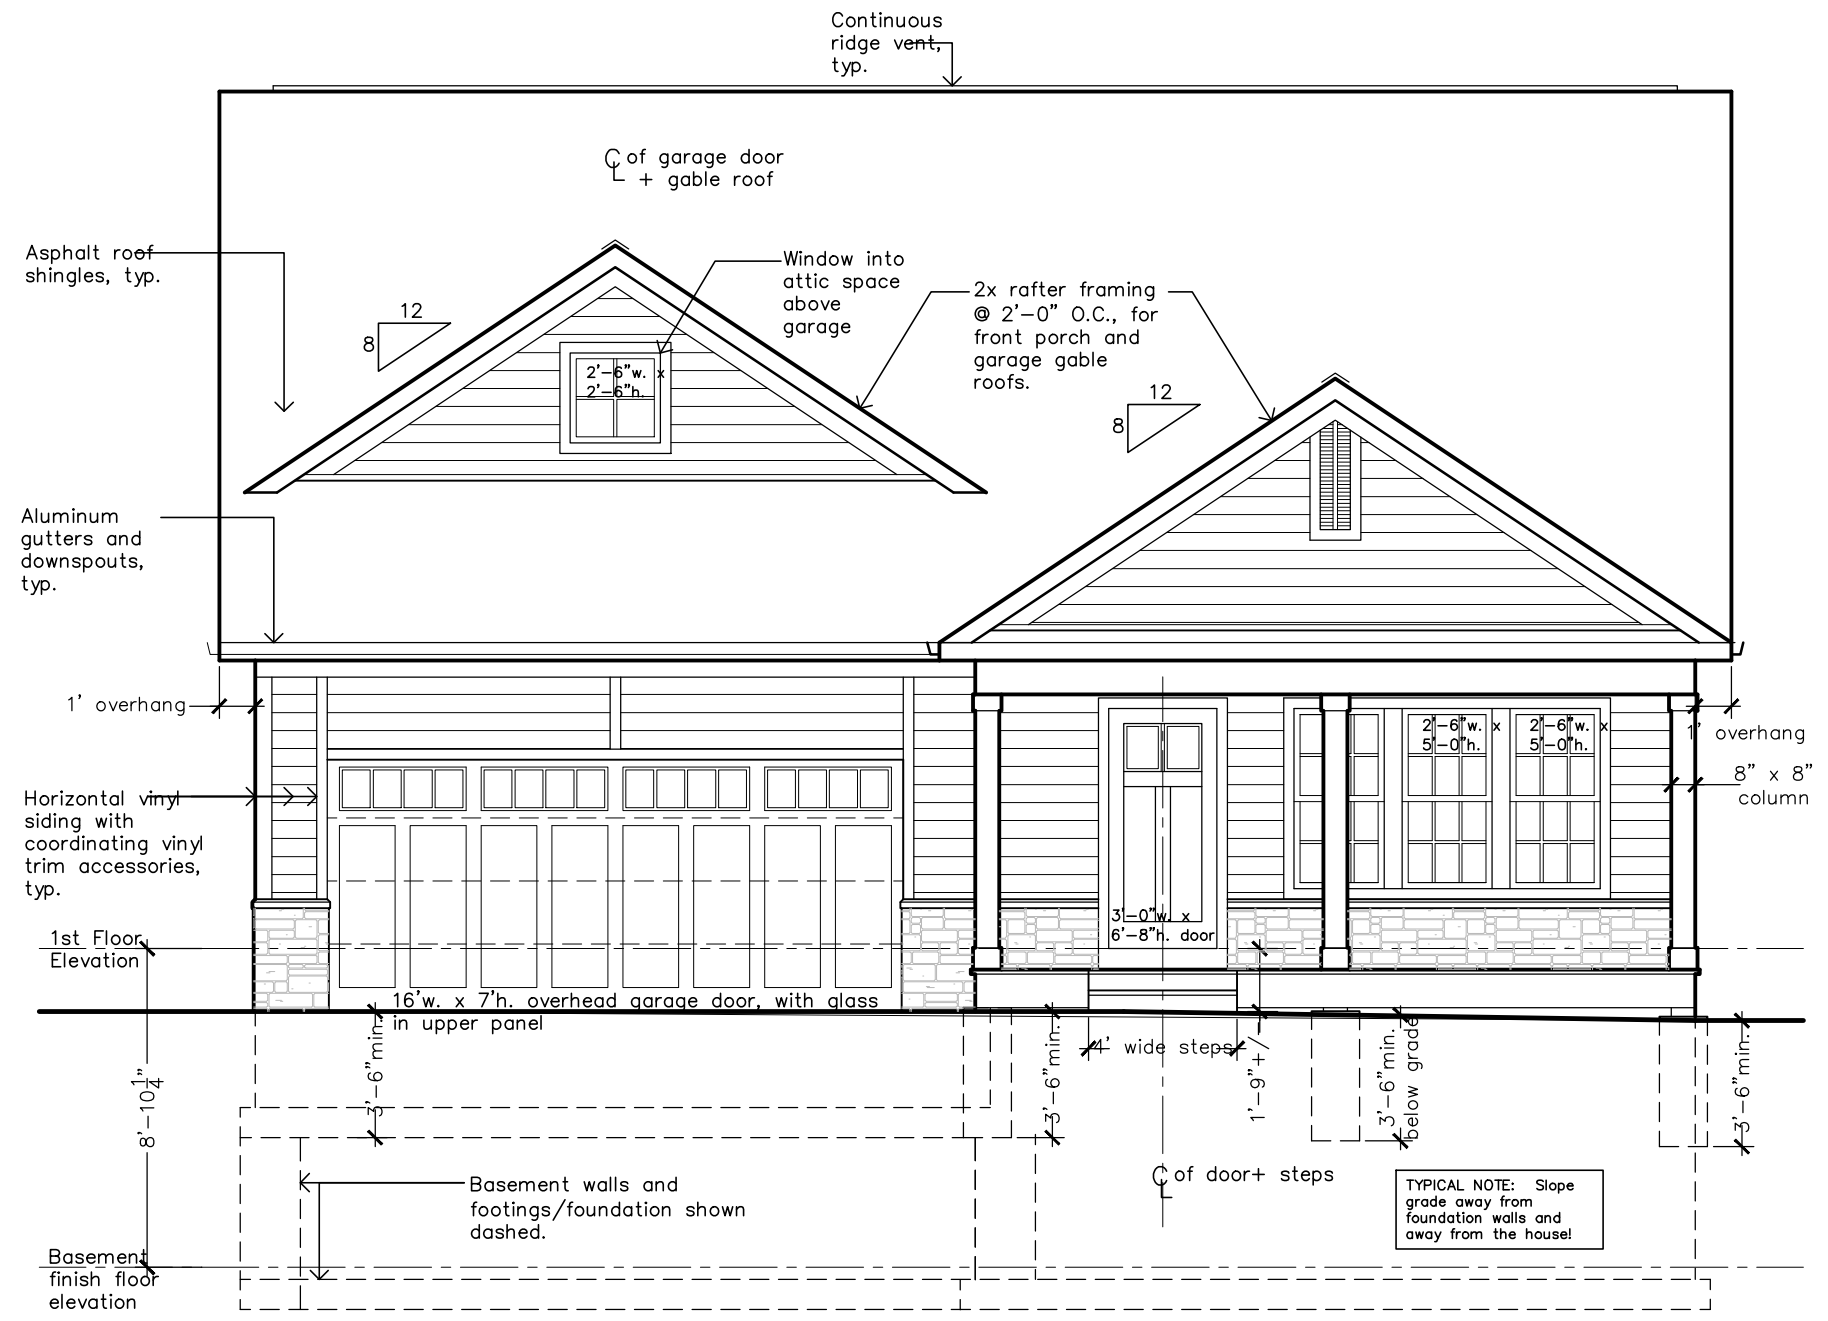 Continuous
ridge vent,
typ.
℄ of garage door
+ gable roof
Asphalt roof
shingles, typ.
Window into
attic space
above
garage
2x rafter framing
@ 2'-0" O.C., for
front porch and
garage gable
roofs.
12
8
2'-6"w. x
2'-6"h.
12
8
Aluminum
gutters and
downspouts,
typ.
1' overhang
1' overhang
2'-6"w. x
5'-0"h.
2'-6"w. x
5'-0"h.
8" x 8"
column
Horizontal vinyl
siding with
coordinating vinyl
trim accessories,
typ.
3'-0"w. x
6'-8"h. door
1st Floor
Elevation
16'w. x 7'h. overhead garage door, with glass
in upper panel
4' wide steps
8'-10 1/4"
3'-6"min.
3'-6"min.
1'-9"+/-
3'-6"min.
below grade
3'-6"min.
℄ of door+ steps
Basement walls and
footings/foundation shown
dashed.
TYPICAL NOTE: Slope
grade away from
foundation walls and
away from the house!
Basement
finish floor
elevation